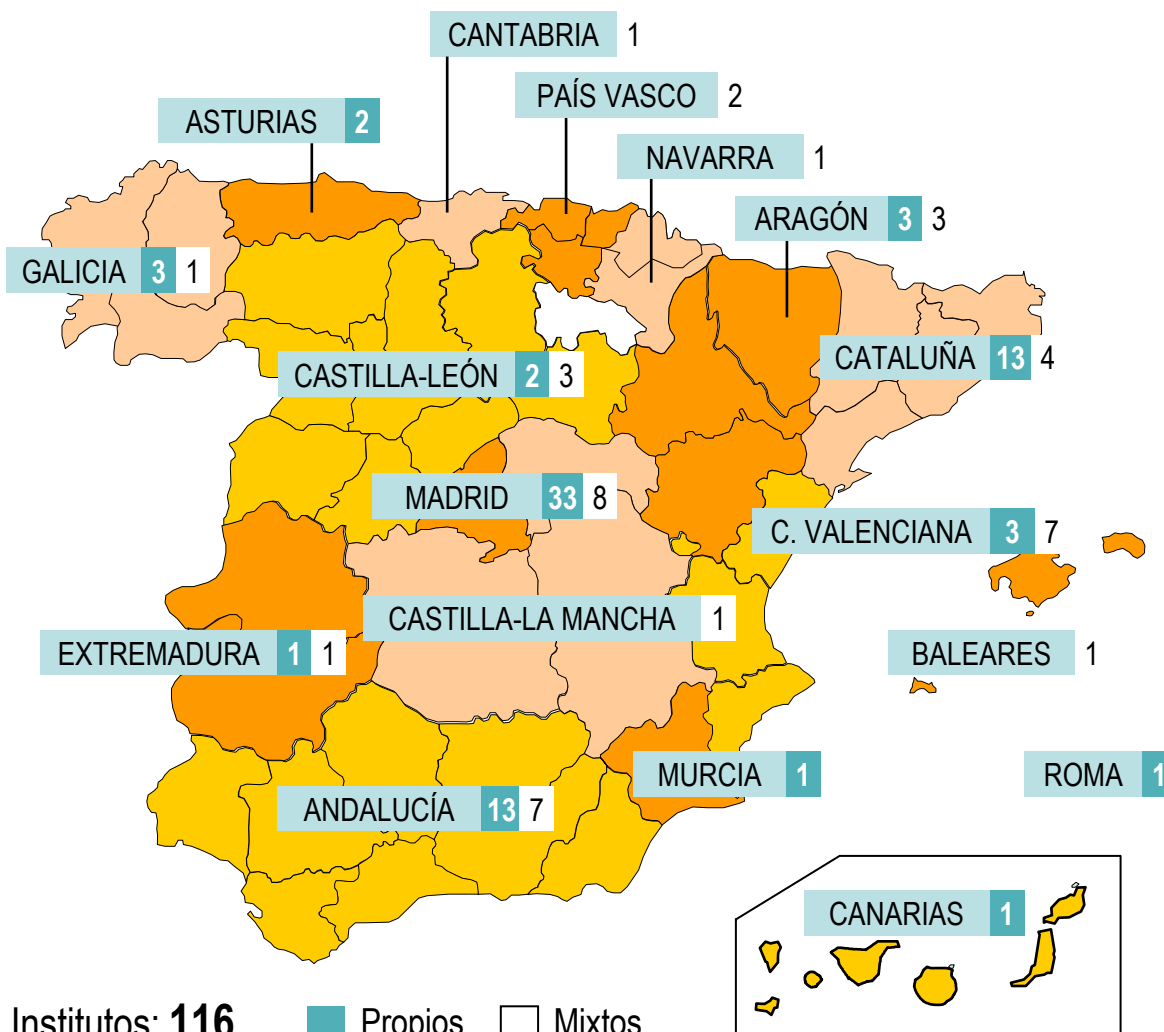 CANTABRIA 1
PAÍS VASCO 2
ASTURIAS 2
NAVARRA 1
ARAGÓN 3 3
GALICIA 3 1
CATALUÑA 13 4
CASTILLA-LEÓN 2 3
MADRID 33 8
C. VALENCIANA 3 7
CASTILLA-LA MANCHA 1
EXTREMADURA 1 1
BALEARES 1
MURCIA 1
ROMA 1
ANDALUCÍA 13 7
CANARIAS 1
Institutos: 116 Propios Mixtos